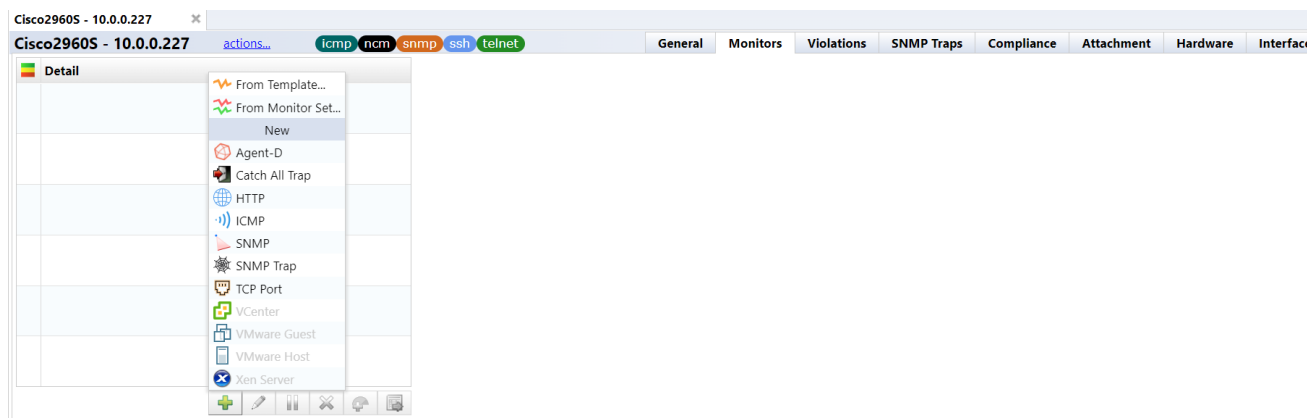 Cisco2960S - 10.0.0.227
Cisco2960S - 10.0.0.227 actions... icmp ncm snmp ssh telnet General Monitors Violations SNMP Traps Compliance Attachment Hardware Interfac
Detail
From Template...
From Monitor Set...
New
Agent-D
Catch All Trap
HTTP
ICMP
SNMP
SNMP Trap
TCP Port
VCenter
VMware Guest
VMware Host
Xen Server